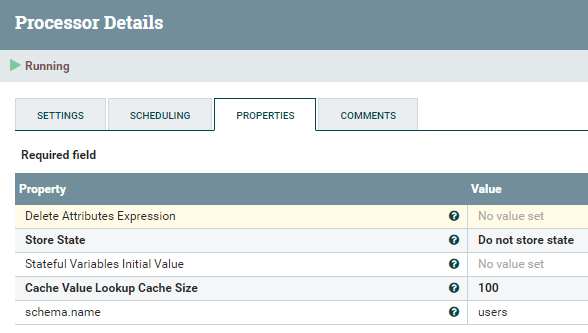 Processor Details
Running
SETTINGS SCHEDULING PROPERTIES COMMENTS
Required field
Property Value
Delete Attributes Expression ? No value set
Store State ? Do not store state
Stateful Variables Initial Value ? No value set
Cache Value Lookup Cache Size ? 100
schema.name ? users